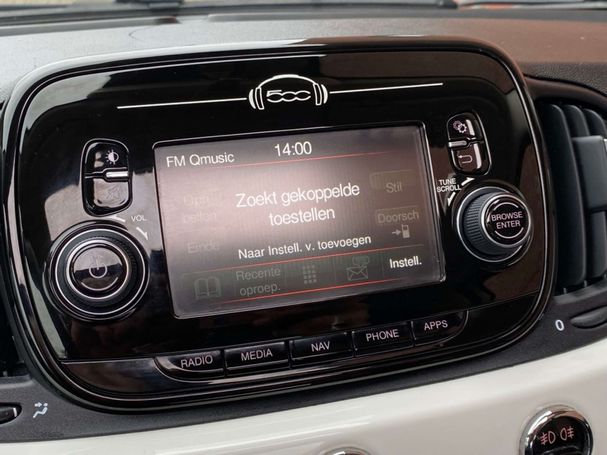 500
FM Qmusic
14:00
Zoekt gekoppelde
toestellen
Stil
Doorsch
Einde
Naar Instell. v. toevoegen
Recente
oproep.
Instell.
VOL
TUNE
SCROLL
BROWSE
ENTER
RADIO
MEDIA
NAV
PHONE
APPS
0